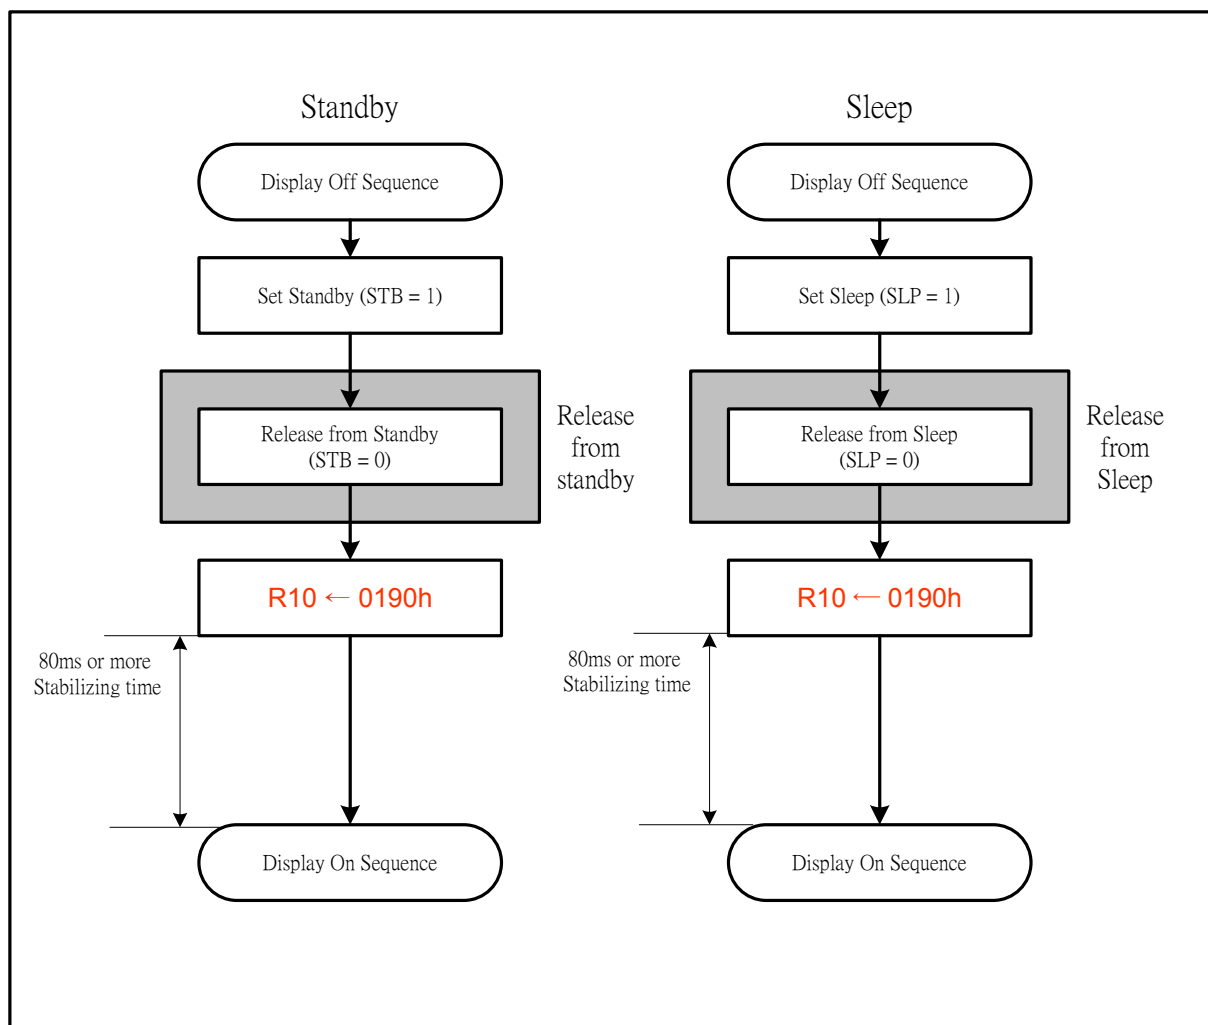 Standby
Display Off Sequence
Set Standby (STB = 1)
Release from Standby
(STB = 0)
Release
from
standby
R10 ← 0190h
80ms or more
Stabilizing time
Display On Sequence
Sleep
Display Off Sequence
Set Sleep (SLP = 1)
Release from Sleep
(SLP = 0)
Release
from
Sleep
R10 ← 0190h
80ms or more
Stabilizing time
Display On Sequence